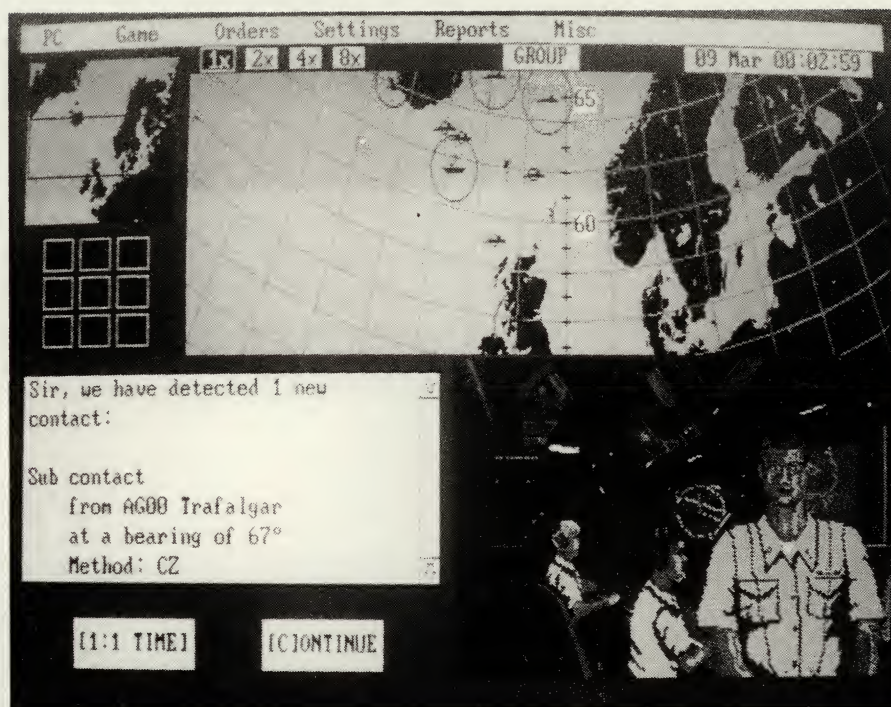 PC Game Orders Settings Reports Misc
1x 2x 4x 8x GROUP 09 Mar 00:02:59
65
60
Sir, we have detected 1 new
contact:
Sub contact
from AG00 Trafalgar
at a bearing of 67°
Method: CZ
[1:1 TIME] [C]ONTINUE